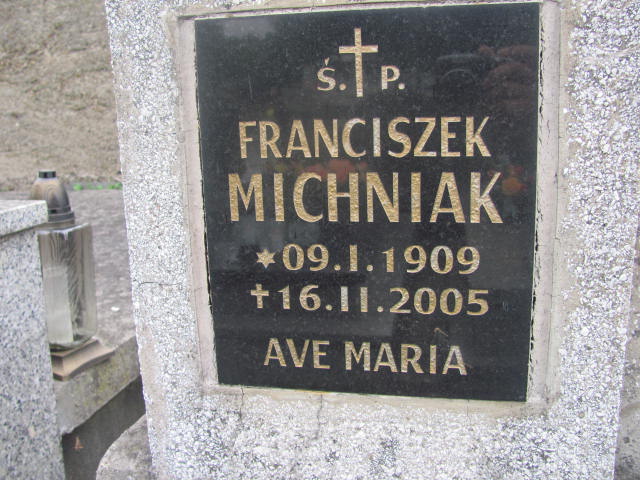 Ś. P.
FRANCISZEK
MICHNIAK
09.I.1909
16.II.2005
AVE MARIA